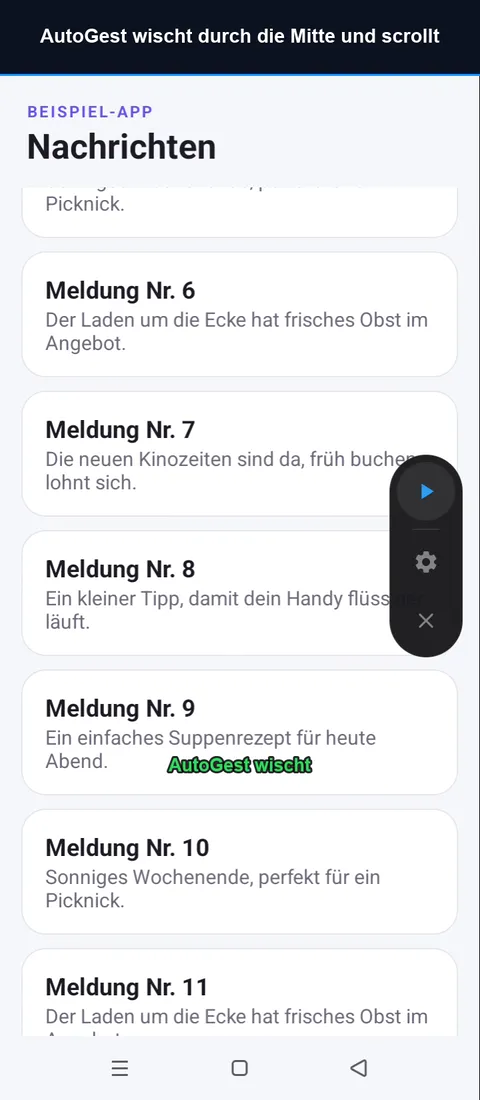 AutoGest wischt durch die Mitte und scrollt
BEISPIEL-APP
Nachrichten
Picknick.
Meldung Nr. 6
Der Laden um die Ecke hat frisches Obst im
Angebot.
Meldung Nr. 7
Die neuen Kinozeiten sind da, früh buchen
lohnt sich.
Meldung Nr. 8
Ein kleiner Tipp, damit dein Handy flüss
läuft.
Meldung Nr. 9
Ein einfaches Suppenrezept für heute
Abend.
AutoGest wischt
Meldung Nr. 10
Sonniges Wochenende, perfekt für ein
Picknick.
Meldung Nr. 11
Der Laden um die Ecke hat frisches Obst im